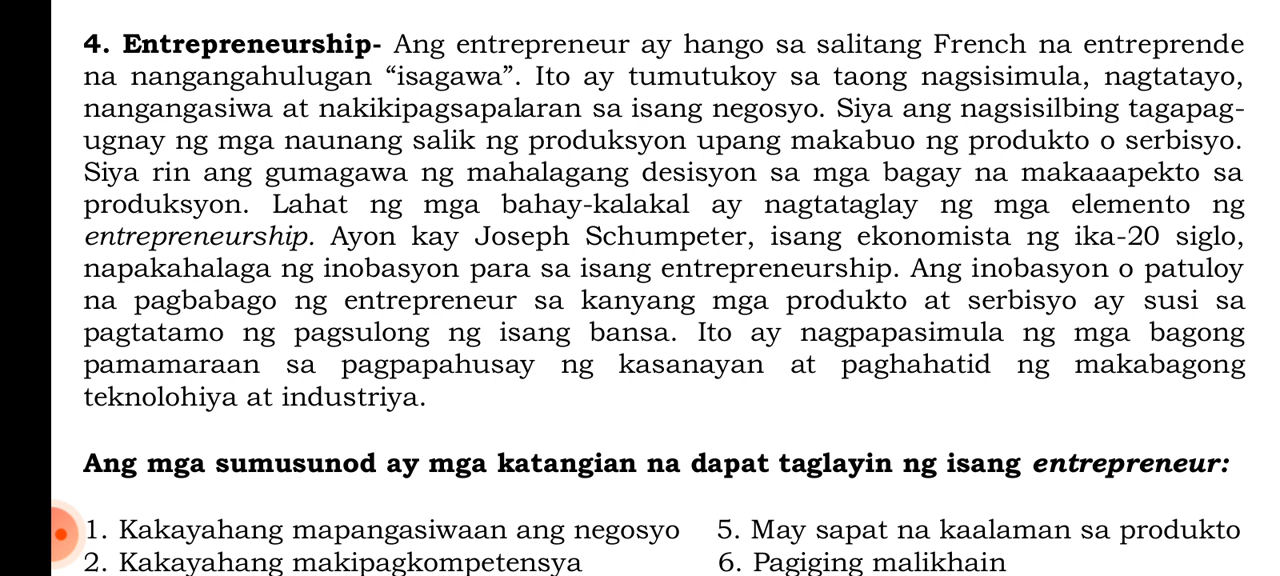 4. Entrepreneurship- Ang entrepreneur ay hango sa salitang French na entreprende
na nangangahulugan “isagawa”. Ito ay tumutukoy sa taong nagsisimula, nagtatayo,
nangangasiwa at nakikipagsapalaran sa isang negosyo. Siya ang nagsisilbing tagapag-
ugnay ng mga naunang salik ng produksyon upang makabuo ng produkto o serbisyo.
Siya rin ang gumagawa ng mahalagang desisyon sa mga bagay na makaaapekto sa
produksyon. Lahat ng mga bahay-kalakal ay nagtataglay ng mga elemento ng
entrepreneurship. Ayon kay Joseph Schumpeter, isang ekonomista ng ika-20 siglo,
napakahalaga ng inobasyon para sa isang entrepreneurship. Ang inobasyon o patuloy
na pagbabago ng entrepreneur sa kanyang mga produkto at serbisyo ay susi sa
pagtatamo ng pagsulong ng isang bansa. Ito ay nagpapasimula ng mga bagong
pamamaraan sa pagpapahusay ng kasanayan at paghahatid ng makabagong
teknolohiya at industriya.
Ang mga sumusunod ay mga katangian na dapat taglayin ng isang entrepreneur:
1. Kakayahang mapangasiwaan ang negosyo
2. Kakayahang makipagkompetensya
5. May sapat na kaalaman sa produkto
6. Pagiging malikhain